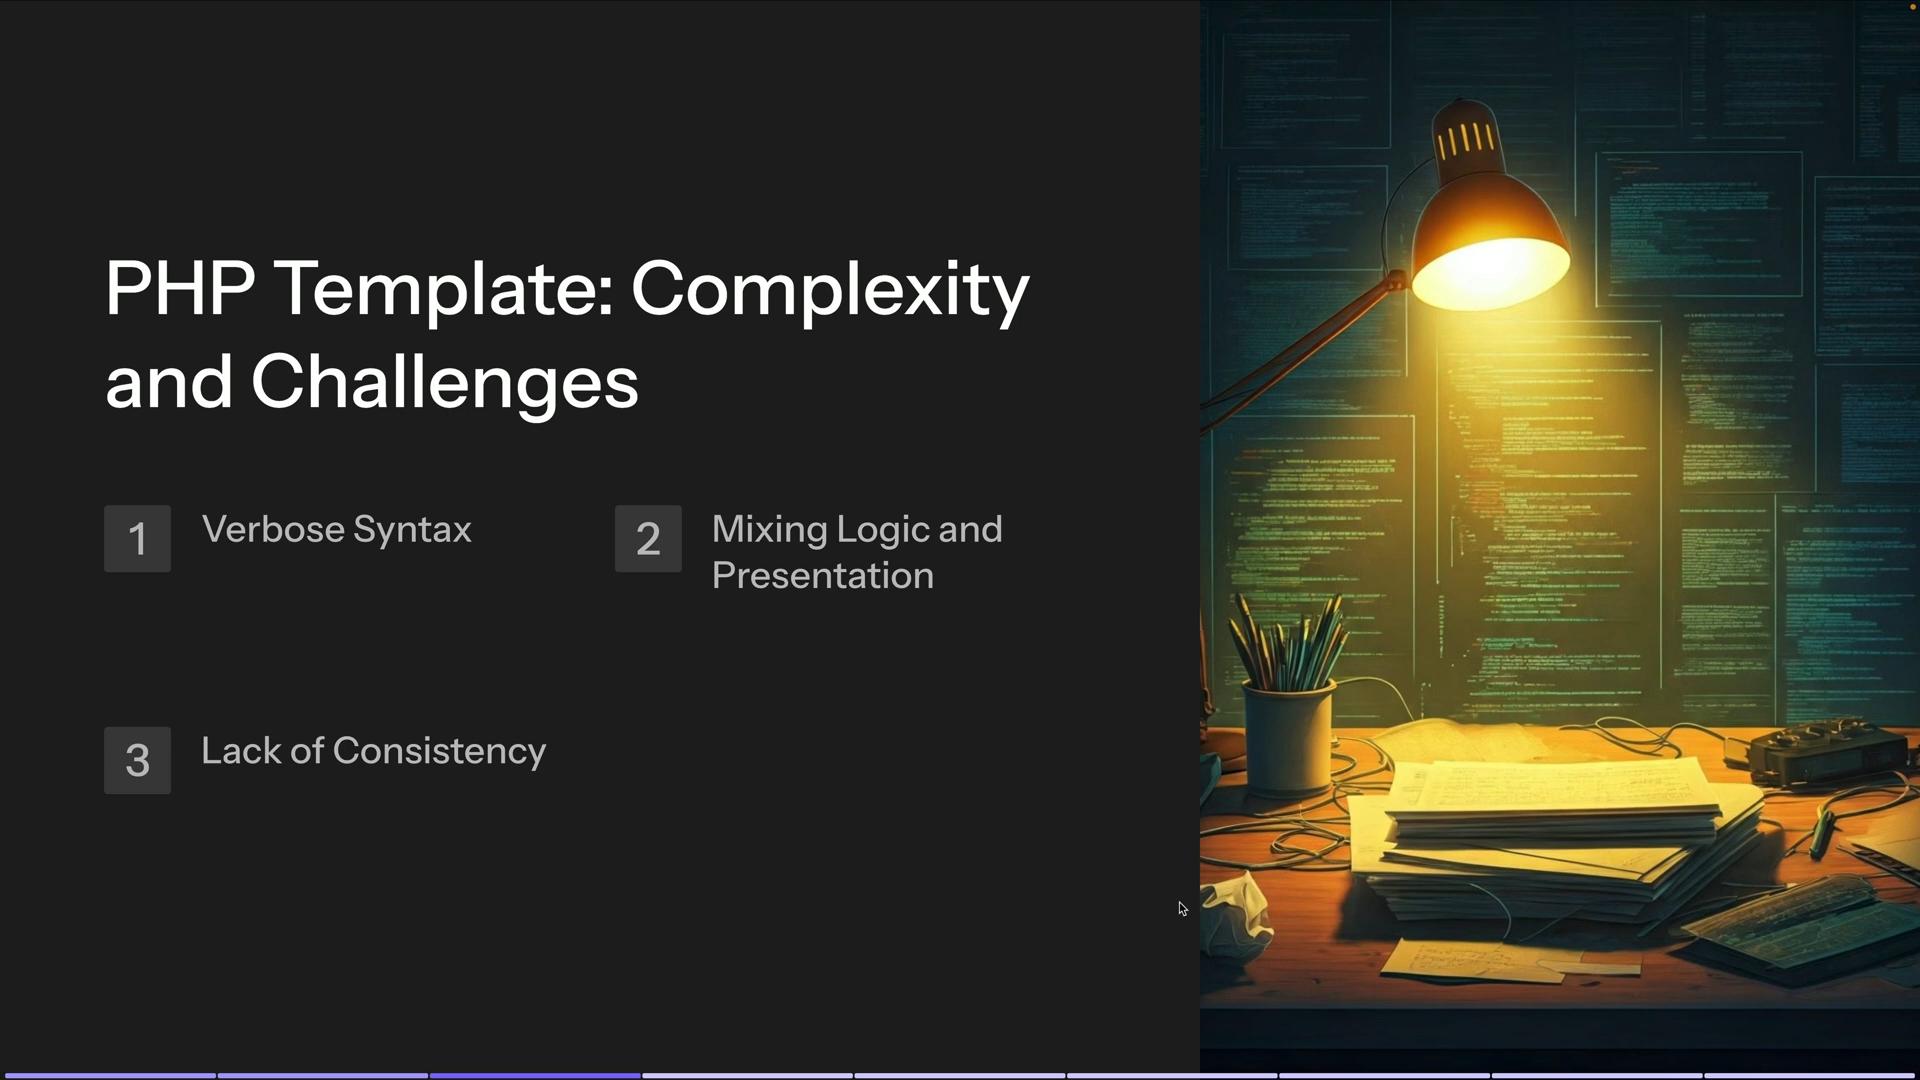 PHP Template: Complexity
and Challenges
1
Verbose Syntax
2
Mixing Logic and
Presentation
3
Lack of Consistency